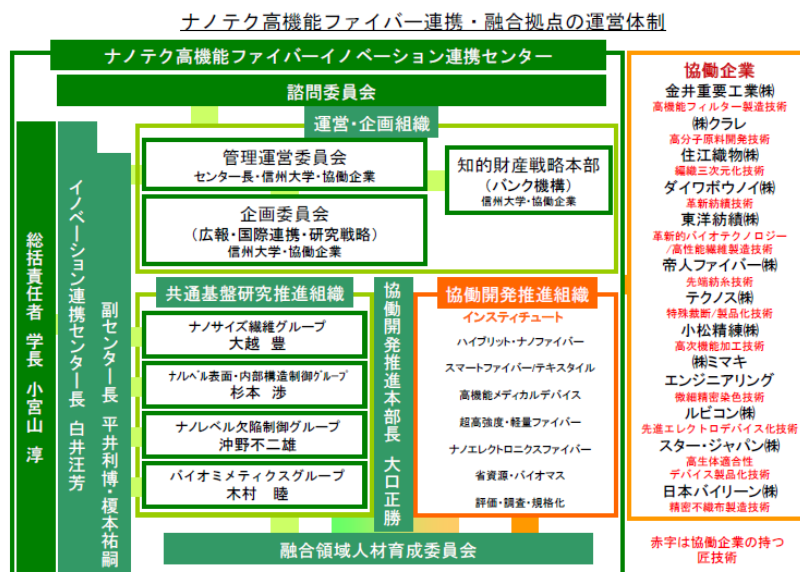 ナノテク高機能ファイバー連携・融合拠点の運営体制
ナノテク高機能ファイバーイノベーション連携センター
諮問委員会
総括責任者 学長 小宮山 淳
イノベーション連携センター長 白井汪芳
副センター長 平井利博・榎本祐嗣
運営・企画組織
管理運営委員会
センター長・信州大学・協働企業
企画委員会
(広報・国際連携・研究戦略)
信州大学・協働企業
知的財産戦略本部
(バンク機構)
信州大学・協働企業
共通基盤研究推進組織
ナノサイズ繊維グループ
大越 豊
ナルベル表面・内部構造制御グループ
杉本 渉
ナノレベル欠陥制御グループ
沖野不二雄
バイオミメティクスグループ
木村 睦
協働開発推進本部長 大口正勝
協働開発推進組織
インスティチュート
ハイブリット・ナノファイバー
スマートファイバー/テキスタイル
高機能メディカルデバイス
超高強度・軽量ファイバー
ナノエレクトロニクスファイバー
省資源・バイオマス
評価・調査・規格化
融合領域人材育成委員会
協働企業
金井重要工業㈱
高機能フィルター製造技術
㈱クラレ
高分子原料開発技術
住江織物㈱
編織三次元化技術
ダイワボウノイ㈱
革新紡績技術
東洋紡績㈱
革新的バイオテクノロジー
/高性能繊維製造技術
帝人ファイバー㈱
先端紡糸技術
テクノス㈱
特殊裁断/製品化技術
小松精練㈱
高次機能加工技術
㈱ミマキ
エンジニアリング
微細精密染色技術
ルビコン㈱
先進エレクトロデバイス化技術
スター・ジャパン㈱
高生体適合性
デバイス製品化技術
日本バイリーン㈱
精密不織布製造技術
赤字は協働企業の持つ
匠技術